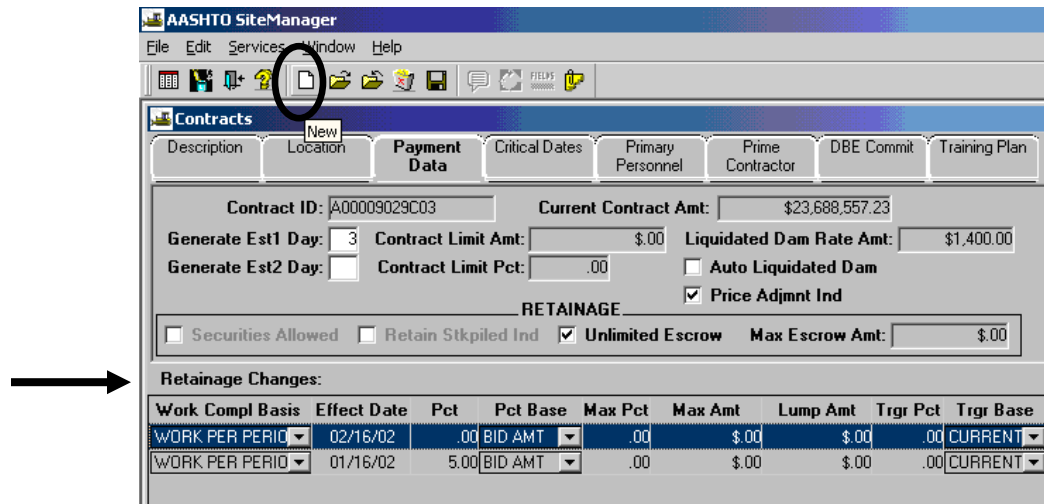 AASHTO SiteManager
File Edit Services Window Help
FIELDS
Contracts
New
Description Location Payment Data Critical Dates Primary Personnel Prime Contractor DBE Commit Training Plan
Contract ID: A00009029C03 Current Contract Amt: $23,688,557.23
Generate Est1 Day: 3 Contract Limit Amt: $.00 Liquidated Dam Rate Amt: $1,400.00
Generate Est2 Day: Contract Limit Pct: .00 Auto Liquidated Dam
Price Adjmnt Ind
RETAINAGE
Securities Allowed Retain Stkpiled Ind Unlimited Escrow Max Escrow Amt: $.00
Retainage Changes:
Work Compl Basis Effect Date Pct Pct Base Max Pct Max Amt Lump Amt Trgr Pct Trgr Base
WORK PER PERIO 02/16/02 .00 BID AMT .00 $.00 $.00 .00 CURRENT
WORK PER PERIO 01/16/02 5.00 BID AMT .00 $.00 $.00 .00 CURRENT